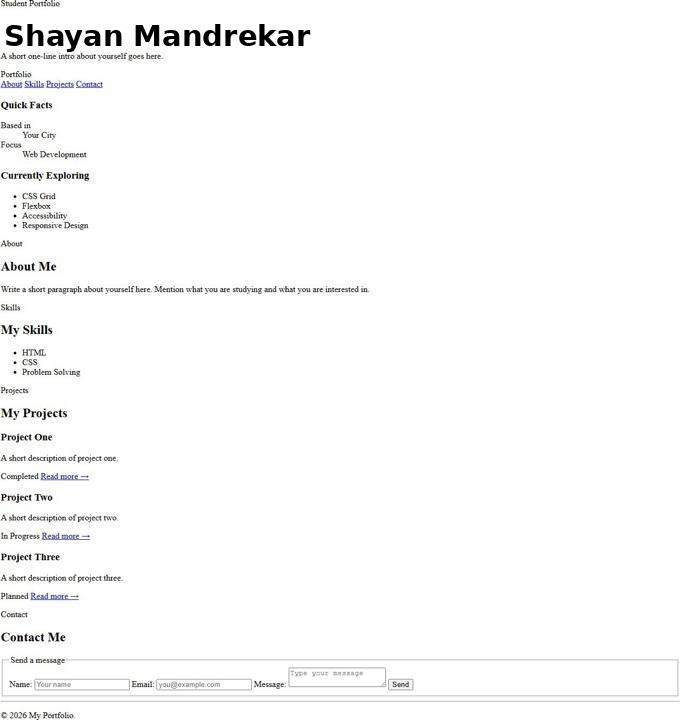 Student Portfolio
Shayan Mandrekar
A short one-line intro about yourself goes here.
Portfolio
About Skills Projects Contact
Quick Facts
Based in
Your City
Focus
Web Development
Currently Exploring
• CSS Grid
• Flexbox
• Accessibility
• Responsive Design
About
About Me
Write a short paragraph about yourself here. Mention what you are studying and what you are interested in.
Skills
My Skills
• HTML
• CSS
• Problem Solving
Projects
My Projects
Project One
A short description of project one.
Completed Read more →
Project Two
A short description of project two.
In Progress Read more →
Project Three
A short description of project three.
Planned Read more →
Contact
Contact Me
Send a message
Name: Your name Email: you@example.com Message: Type your message Send
© 2026 My Portfolio.